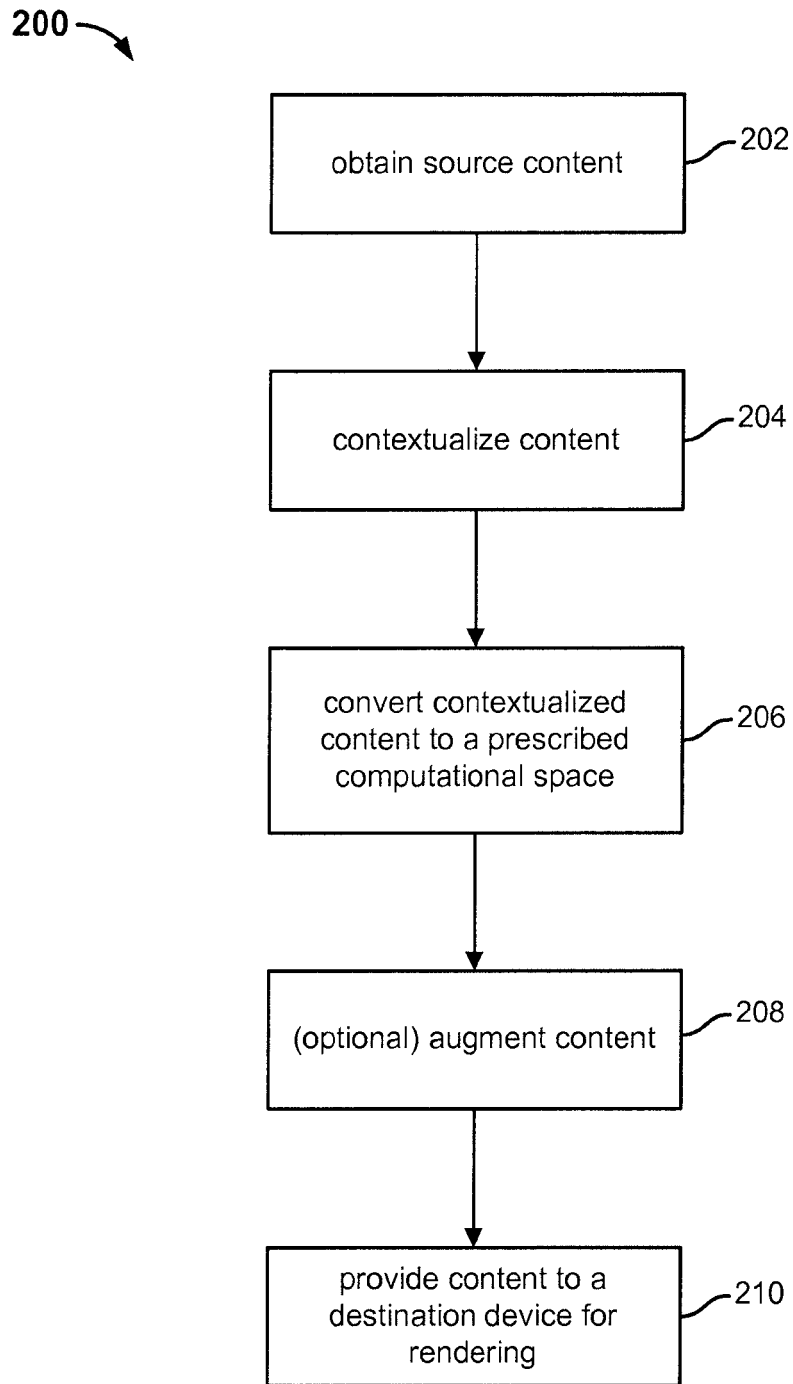 200
obtain source content
202
contextualize content
204
convert contextualized
content to a prescribed
computational space
206
(optional) augment content
208
provide content to a
destination device for
rendering
210